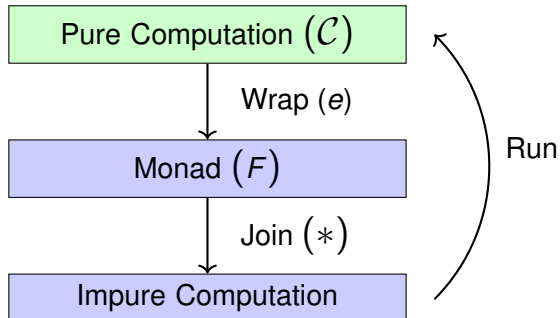 Pure Computation (𝒞)
Wrap (e)
Monad (F)
Run
Join (∗)
Impure Computation